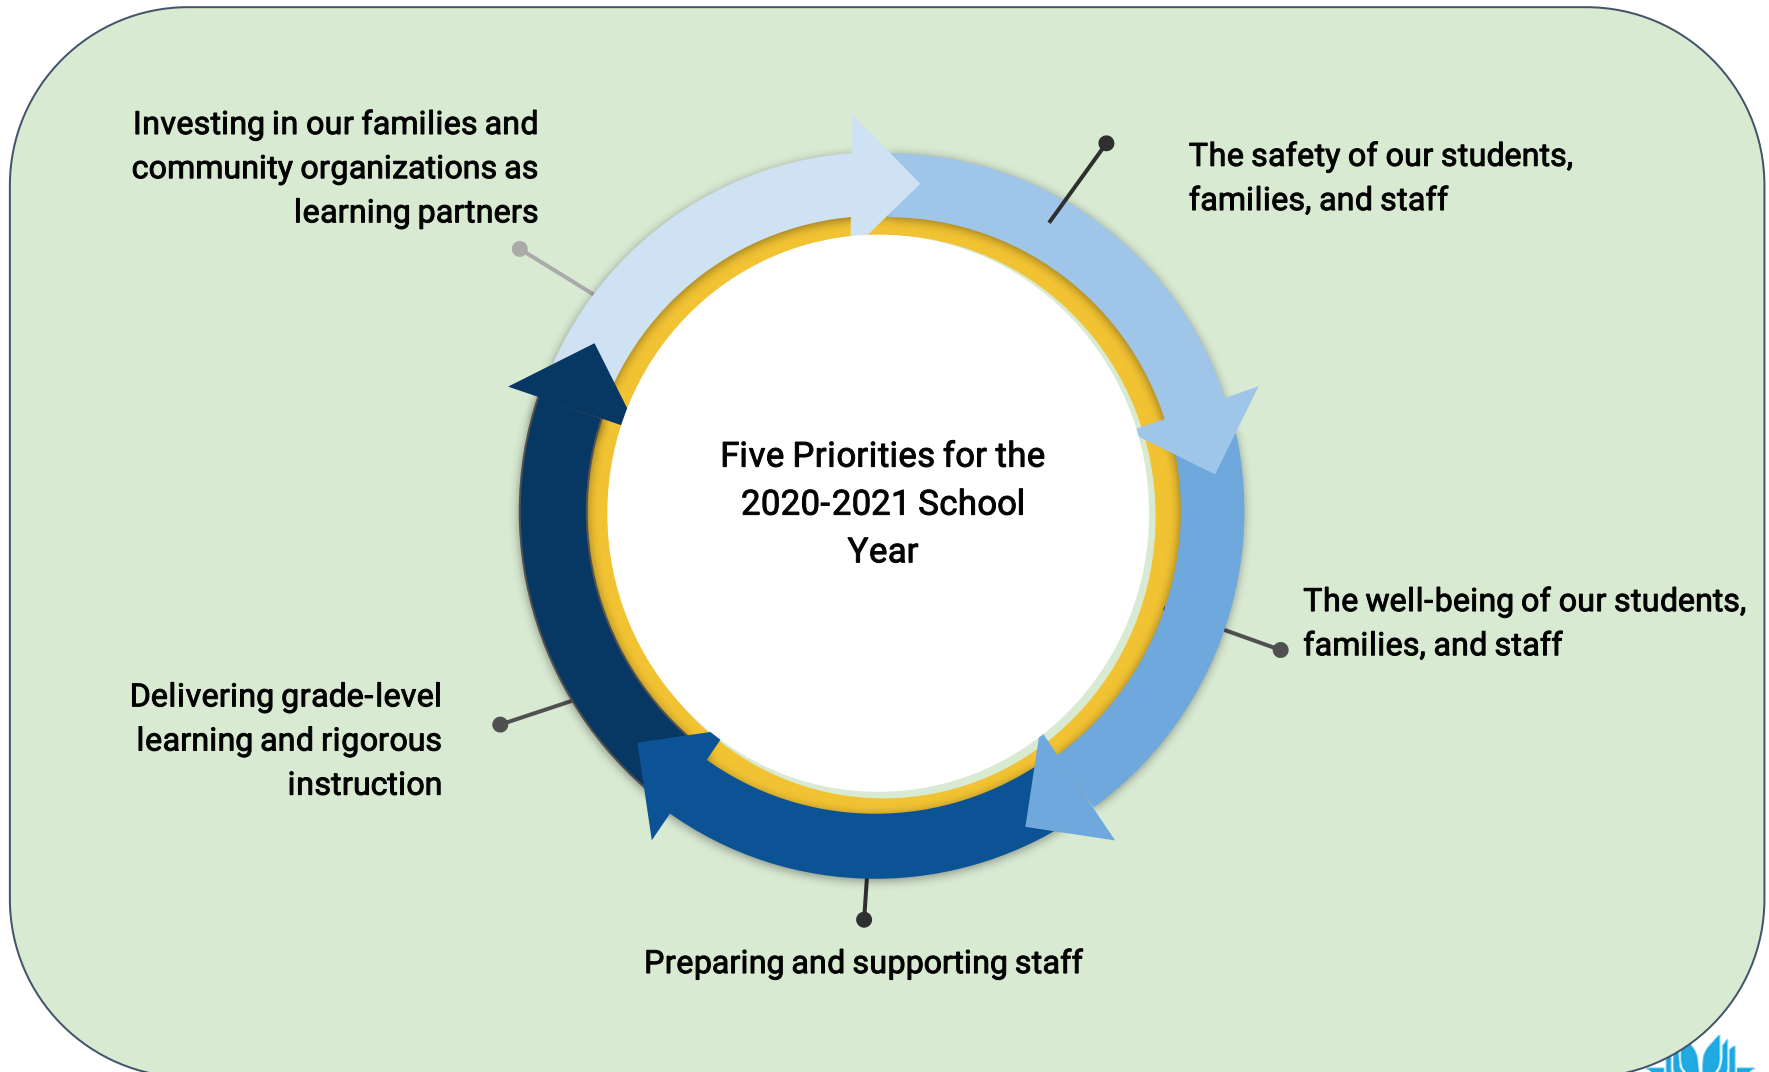 Investing in our families and
community organizations as
learning partners
The safety of our students,
families, and staff
Five Priorities for the
2020-2021 School
Year
The well-being of our students,
families, and staff
Delivering grade-level
learning and rigorous
instruction
Preparing and supporting staff